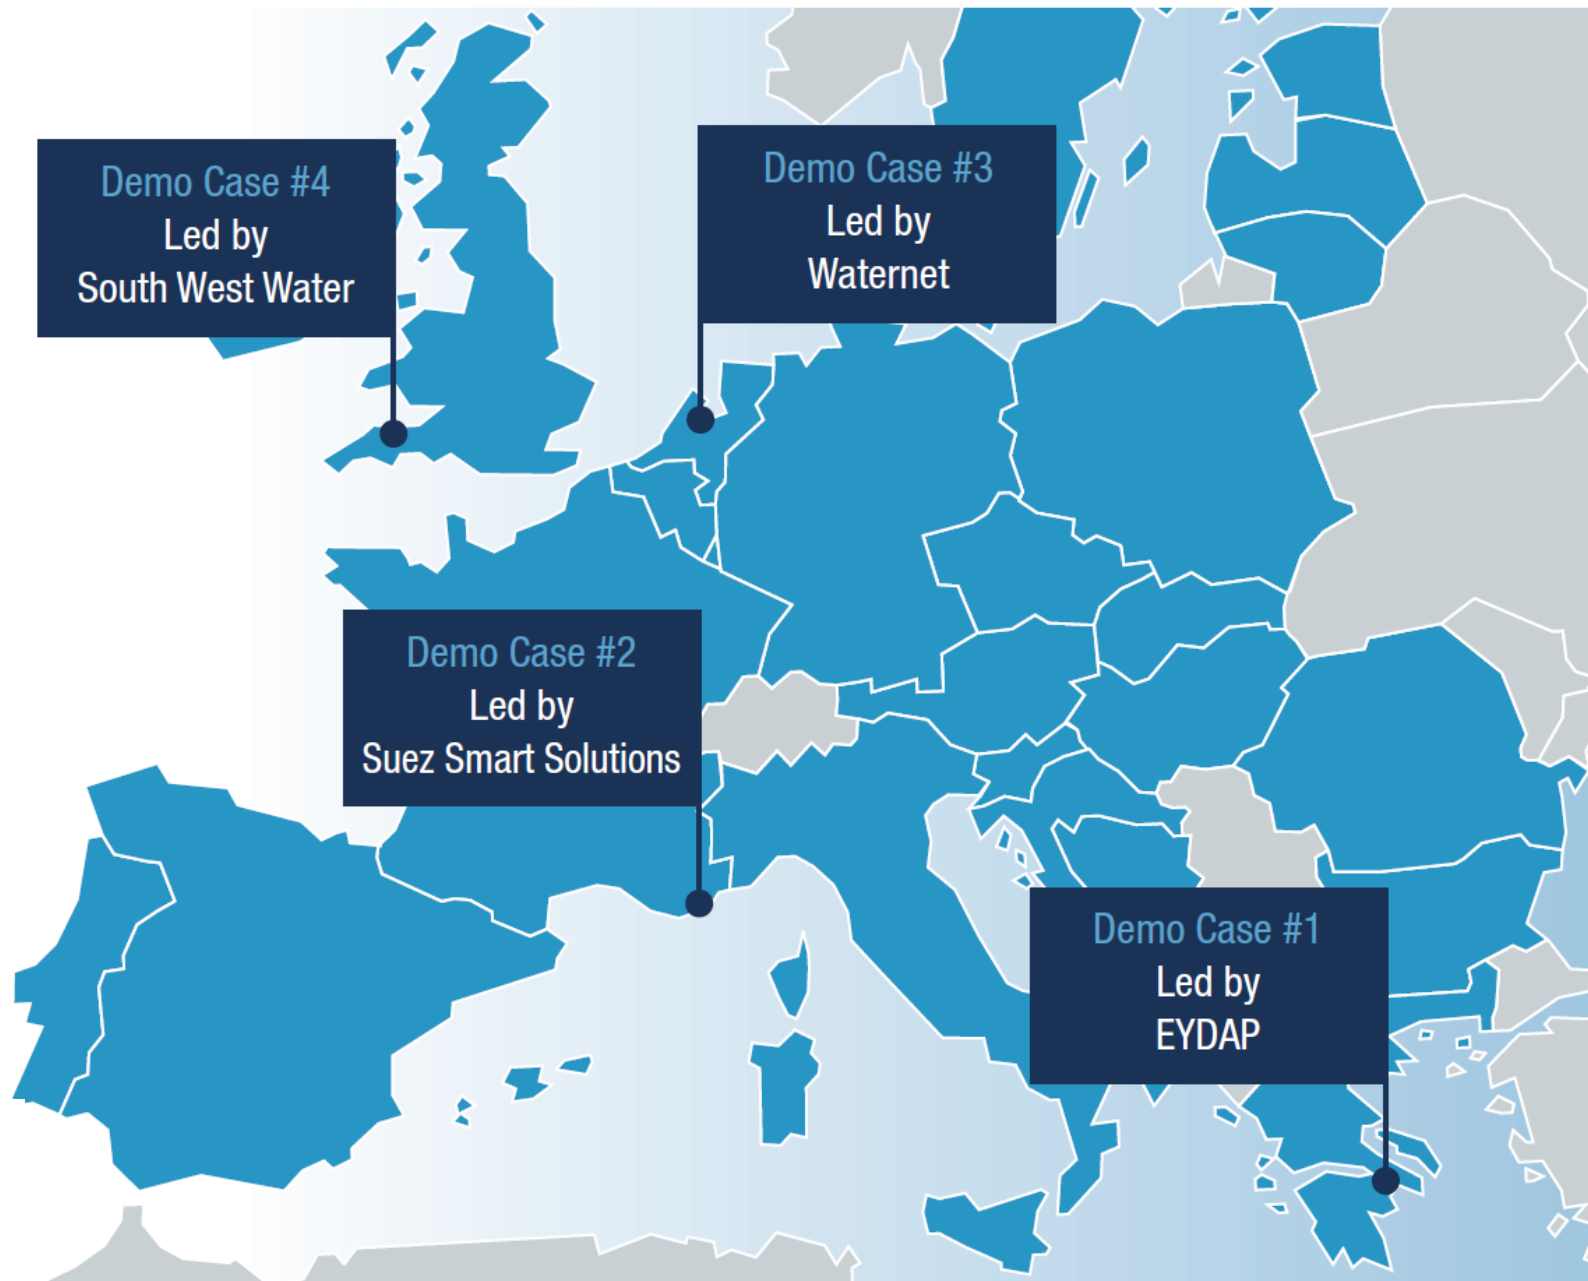 Demo Case #4
Led by
South West Water
Demo Case #3
Led by
Waternet
Demo Case #2
Led by
Suez Smart Solutions
Demo Case #1
Led by
EYDAP